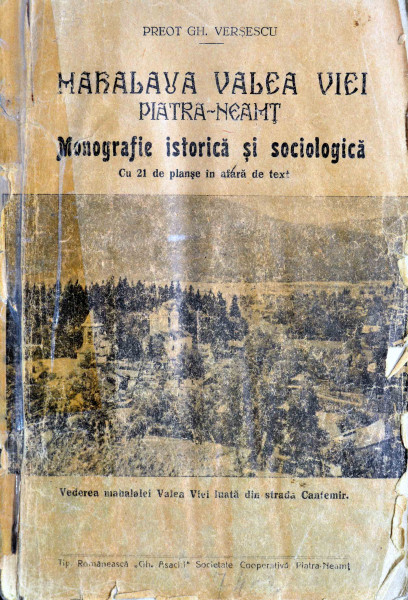 PREOT GH. VERȘESCU
MAHALAUA VALEA VIEI
PIATRA-NEAMȚ
Monografie istorică și sociologică
Cu 21 de planșe în afără de text
Vederea mahalalei Valea Viei luată din strada Cantemir.
Tip. Românească „Gh. Asachi" Societate Cooperativă Piatra-Neamț